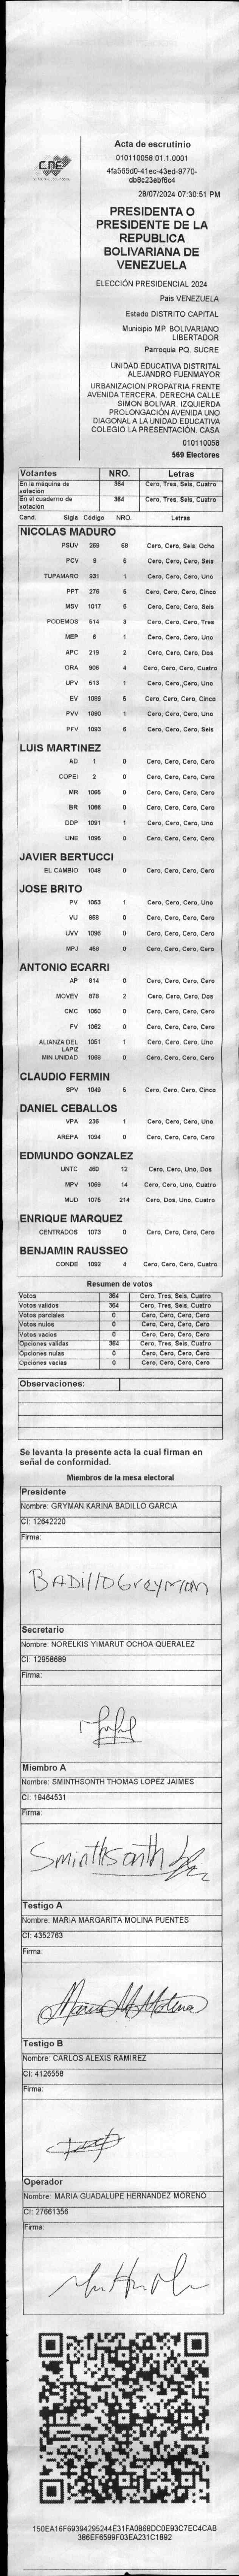 CNE
Acta de escrutinio
010110058.01.1.0001
4fa565d0-41ec-43ed-9770-
db9c23ebf6c4
28/07/2024 07:30:51 PM
PRESIDENTA O
PRESIDENTE DE LA
REPUBLICA
BOLIVARIANA DE
VENEZUELA
ELECCIÓN PRESIDENCIAL 2024
Pais VENEZUELA
Estado DISTRITO CAPITAL
Municipio MP. BOLIVARIANO
LIBERTADOR
Parroquia PQ. SUCRE
UNIDAD EDUCATIVA DISTRITAL
ALEJANDRO FUENMAYOR
URBANIZACION PROPATRIA FRENTE
AVENIDA TERCERA. DERECHA CALLE
SIMON BOLIVAR. IZQUIERDA
PROLONGACIÓN AVENIDA UNO
DIAGONAL A LA UNIDAD EDUCATIVA
COLEGIO LA PRESENTACIÓN. CASA
010110058
569 Electores
Votantes NRO. Letras
En la máquina de votación 364 Cero, Tres, Seis, Cuatro
En el cuaderno de votación 364 Cero, Tres, Seis, Cuatro
Cand. Sigla Código NRO. Letras
NICOLAS MADURO
PSUV 269 68 Cero, Cero, Seis, Ocho
PCV 9 6 Cero, Cero, Cero, Seis
TUPAMARO 931 1 Cero, Cero, Cero, Uno
PPT 276 5 Cero, Cero, Cero, Cinco
MSV 1017 6 Cero, Cero, Cero, Seis
PODEMOS 514 3 Cero, Cero, Cero, Tres
MEP 6 1 Cero, Cero, Cero, Uno
APC 219 2 Cero, Cero, Cero, Dos
ORA 906 4 Cero, Cero, Cero, Cuatro
UPV 513 1 Cero, Cero, Cero, Uno
EV 1089 5 Cero, Cero, Cero, Cinco
PVV 1090 1 Cero, Cero, Cero, Uno
PFV 1093 6 Cero, Cero, Cero, Seis
LUIS MARTINEZ
AD 1 0 Cero, Cero, Cero, Cero
COPEI 2 0 Cero, Cero, Cero, Cero
MR 1065 0 Cero, Cero, Cero, Cero
BR 1066 0 Cero, Cero, Cero, Cero
DDP 1091 1 Cero, Cero, Cero, Uno
UNE 1095 0 Cero, Cero, Cero, Cero
JAVIER BERTUCCI
EL CAMBIO 1048 0 Cero, Cero, Cero, Cero
JOSE BRITO
PV 1053 1 Cero, Cero, Cero, Uno
VU 869 0 Cero, Cero, Cero, Cero
UVV 1096 0 Cero, Cero, Cero, Cero
MPJ 468 0 Cero, Cero, Cero, Cero
ANTONIO ECARRI
AP 914 0 Cero, Cero, Cero, Cero
MOVEV 978 2 Cero, Cero, Cero, Dos
CMC 1050 0 Cero, Cero, Cero, Cero
FV 1062 0 Cero, Cero, Cero, Cero
ALIANZA DEL LAPIZ 1051 1 Cero, Cero, Cero, Uno
MIN UNIDAD 1068 0 Cero, Cero, Cero, Cero
CLAUDIO FERMIN
SPV 1049 5 Cero, Cero, Cero, Cinco
DANIEL CEBALLOS
VPA 236 1 Cero, Cero, Cero, Uno
AREPA 1094 0 Cero, Cero, Cero, Cero
EDMUNDO GONZALEZ
UNTC 460 12 Cero, Cero, Uno, Dos
MPV 1069 14 Cero, Cero, Uno, Cuatro
MUD 1075 214 Cero, Dos, Uno, Cuatro
ENRIQUE MARQUEZ
CENTRADOS 1073 0 Cero, Cero, Cero, Cero
BENJAMIN RAUSSEO
CONDE 1092 4 Cero, Cero, Cero, Cuatro
Resumen de votos
Votos 364 Cero, Tres, Seis, Cuatro
Votos validos 364 Cero, Tres, Seis, Cuatro
Votos parciales 0 Cero, Cero, Cero, Cero
Votos nulos 0 Cero, Cero, Cero, Cero
Votos vacios 0 Cero, Cero, Cero, Cero
Opciones validas 364 Cero, Tres, Seis, Cuatro
Opciones nulas 0 Cero, Cero, Cero, Cero
Opciones vacias 0 Cero, Cero, Cero, Cero
Observaciones:
Se levanta la presente acta la cual firman en
señal de conformidad.
Miembros de la mesa electoral
Presidente
Nombre: GRYMAN KARINA BADILLO GARCIA
CI: 12642220
Firma:
BADillo Greymam
Secretario
Nombre: NORELKIS YIMARUT OCHOA QUERALEZ
CI: 12958689
Firma:
Miembro A
Nombre: SMINTHSONTH THOMAS LOPEZ JAIMES
CI: 19464531
Firma:
Sminthsonth
Testigo A
Nombre: MARIA MARGARITA MOLINA PUENTES
CI: 4352763
Firma:
Maria M Molina
Testigo B
Nombre: CARLOS ALEXIS RAMIREZ
CI: 4126558
Firma:
Operador
Nombre: MARIA GUADALUPE HERNANDEZ MORENO
CI: 27661356
Firma:
150EA16F69394295244E31FA0868DC0E93C7EC4CAB
386EF6599F03EA231C1892